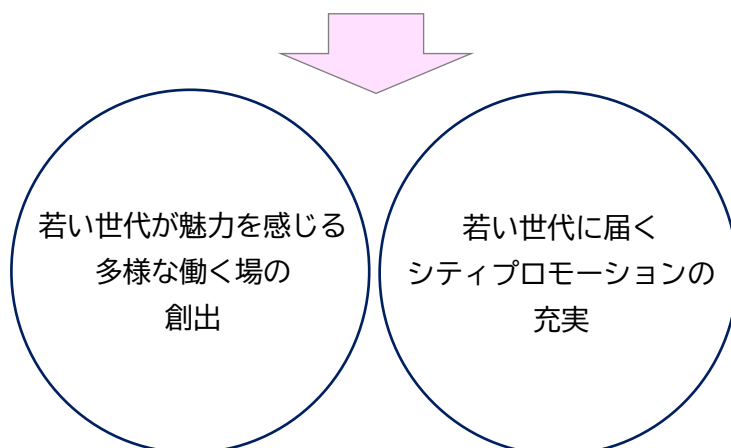 若い世代が魅力を感じる
多様な働く場の
創出
若い世代に届く
シティプロモーションの
充実